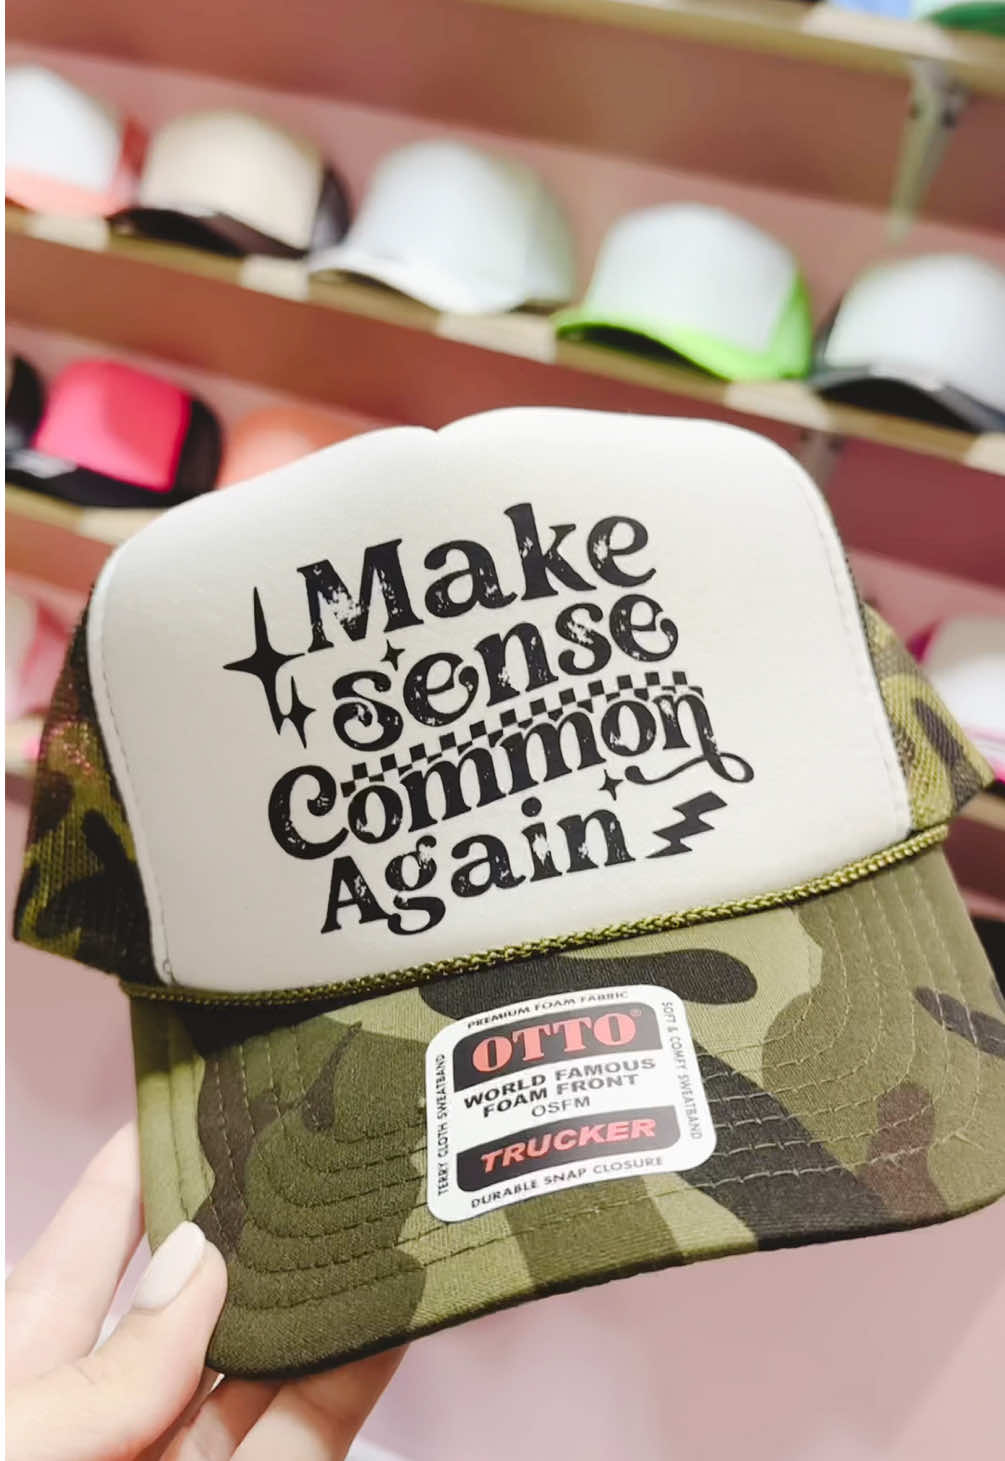 Make
sense
Common
Again
PREMIUM FOAM FABRIC
OTTO®
WORLD FAMOUS
FOAM FRONT
OSFM
TRUCKER
DURABLE SNAP CLOSURE
TERRY CLOTH SWEATBAND
SOFT & COMFY SWEATBAND